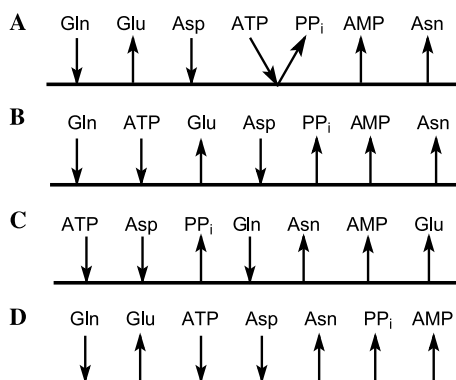 A Gln Glu Asp ATP PPi AMP Asn
B Gln ATP Glu Asp PPi AMP Asn
C ATP Asp PPi Gln Asn AMP Glu
D Gln Glu ATP Asp Asn PPi AMP